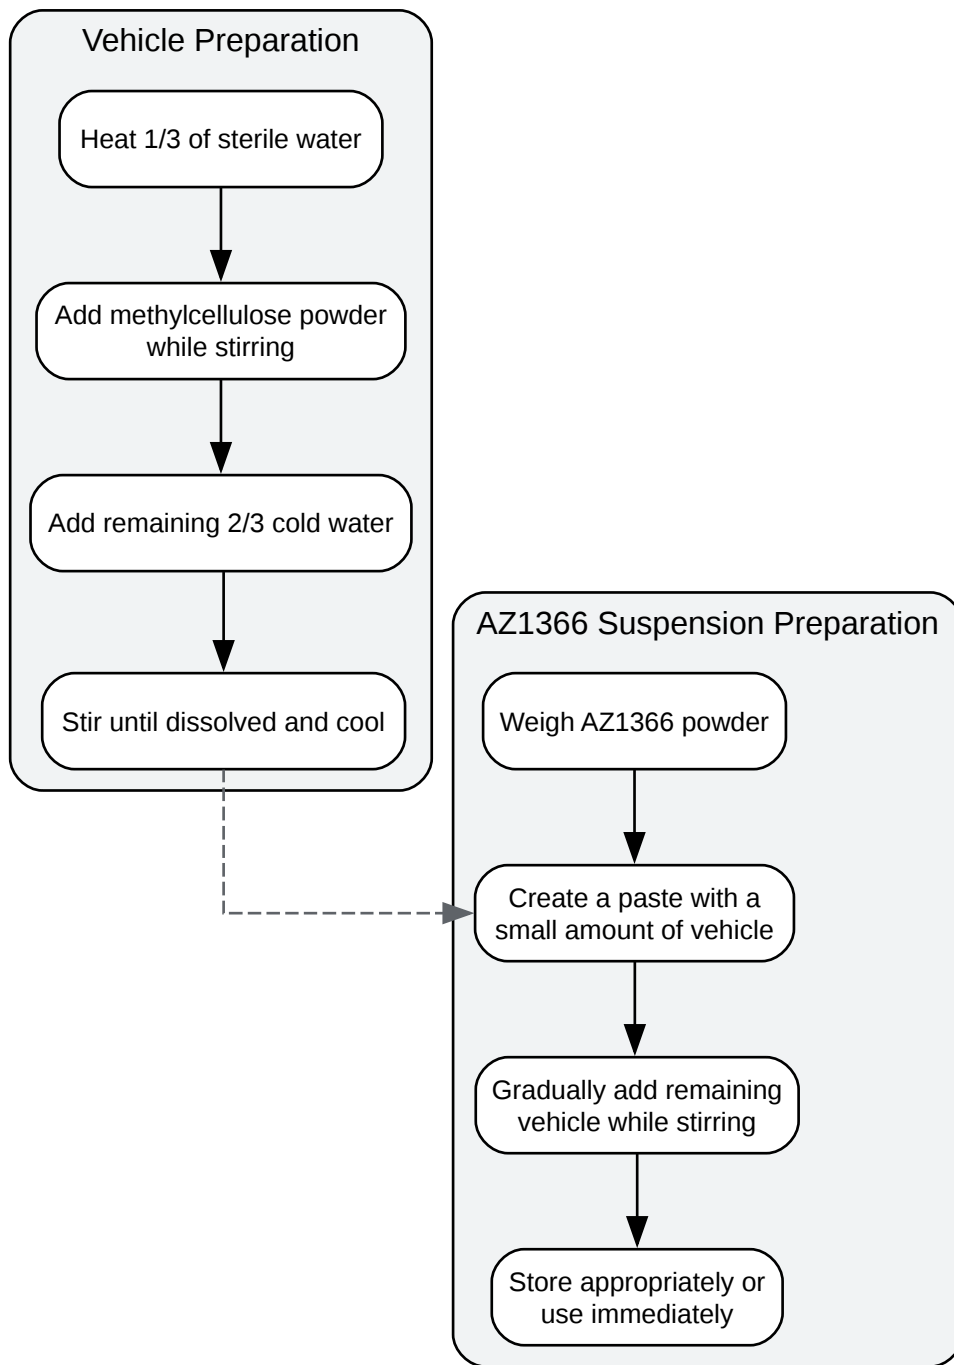 Vehicle Preparation
Heat 1/3 of sterile water
Add methylcellulose powder
while stirring
Add remaining 2/3 cold water
Stir until dissolved and cool
AZ1366 Suspension Preparation
Weigh AZ1366 powder
Create a paste with a
small amount of vehicle
Gradually add remaining
vehicle while stirring
Store appropriately or
use immediately